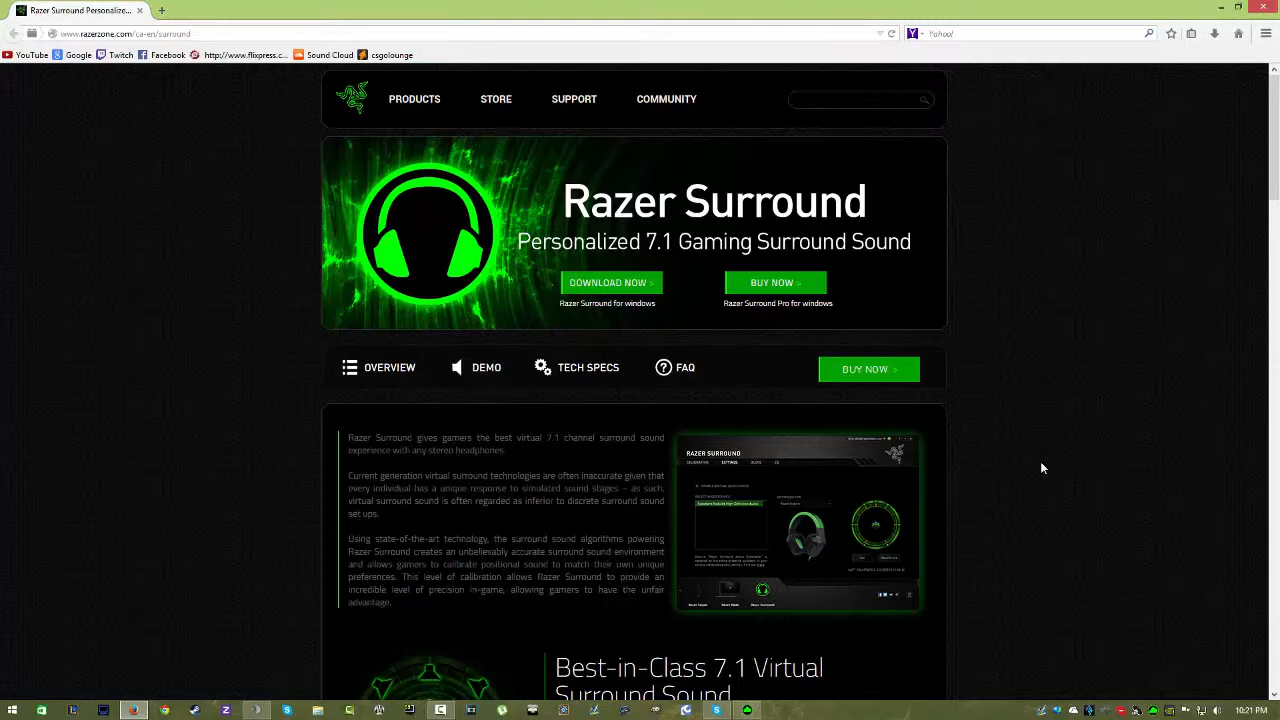 Razer Surround Personalize...
www.razerzone.com/ca-en/surround
Yahoo!
YouTube
Google
Twitch
Facebook
http://www.flixpress.c...
Sound Cloud
csgolounge
PRODUCTS
STORE
SUPPORT
COMMUNITY
Razer Surround
Personalized 7.1 Gaming Surround Sound
DOWNLOAD NOW >
BUY NOW >
Razer Surround for windows
Razer Surround Pro for windows
OVERVIEW
DEMO
TECH SPECS
FAQ
BUY NOW >
Razer Surround gives gamers the best virtual 7.1 channel surround sound
experience with any stereo headphones.
Current generation virtual surround technologies are often inaccurate given that
every individual has a unique response to simulated sound stages – as such,
virtual surround sound is often regarded as inferior to discrete surround sound
set ups.
Using state-of-the-art technology, the surround sound algorithms powering
Razer Surround creates an unbelievably accurate surround sound environment
and allows gamers to calibrate positional sound to match their own unique
preferences. This level of calibration allows Razer Surround to provide an
incredible level of precision in-game, allowing gamers to have the unfair
advantage.
RAZER SURROUND
CALIBRATION
SETTINGS
AUDIO
EQ
Best-in-Class 7.1 Virtual
Surround Sound
10:21 PM